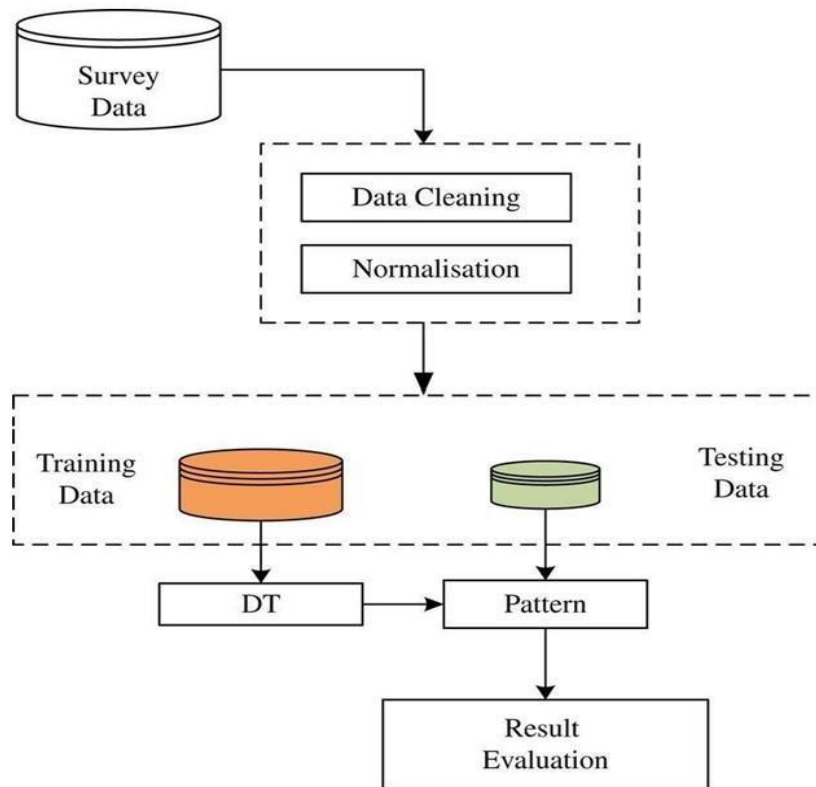 Survey
Data
Data Cleaning
Normalisation
Training
Data
Testing
Data
DT
Pattern
Result
Evaluation